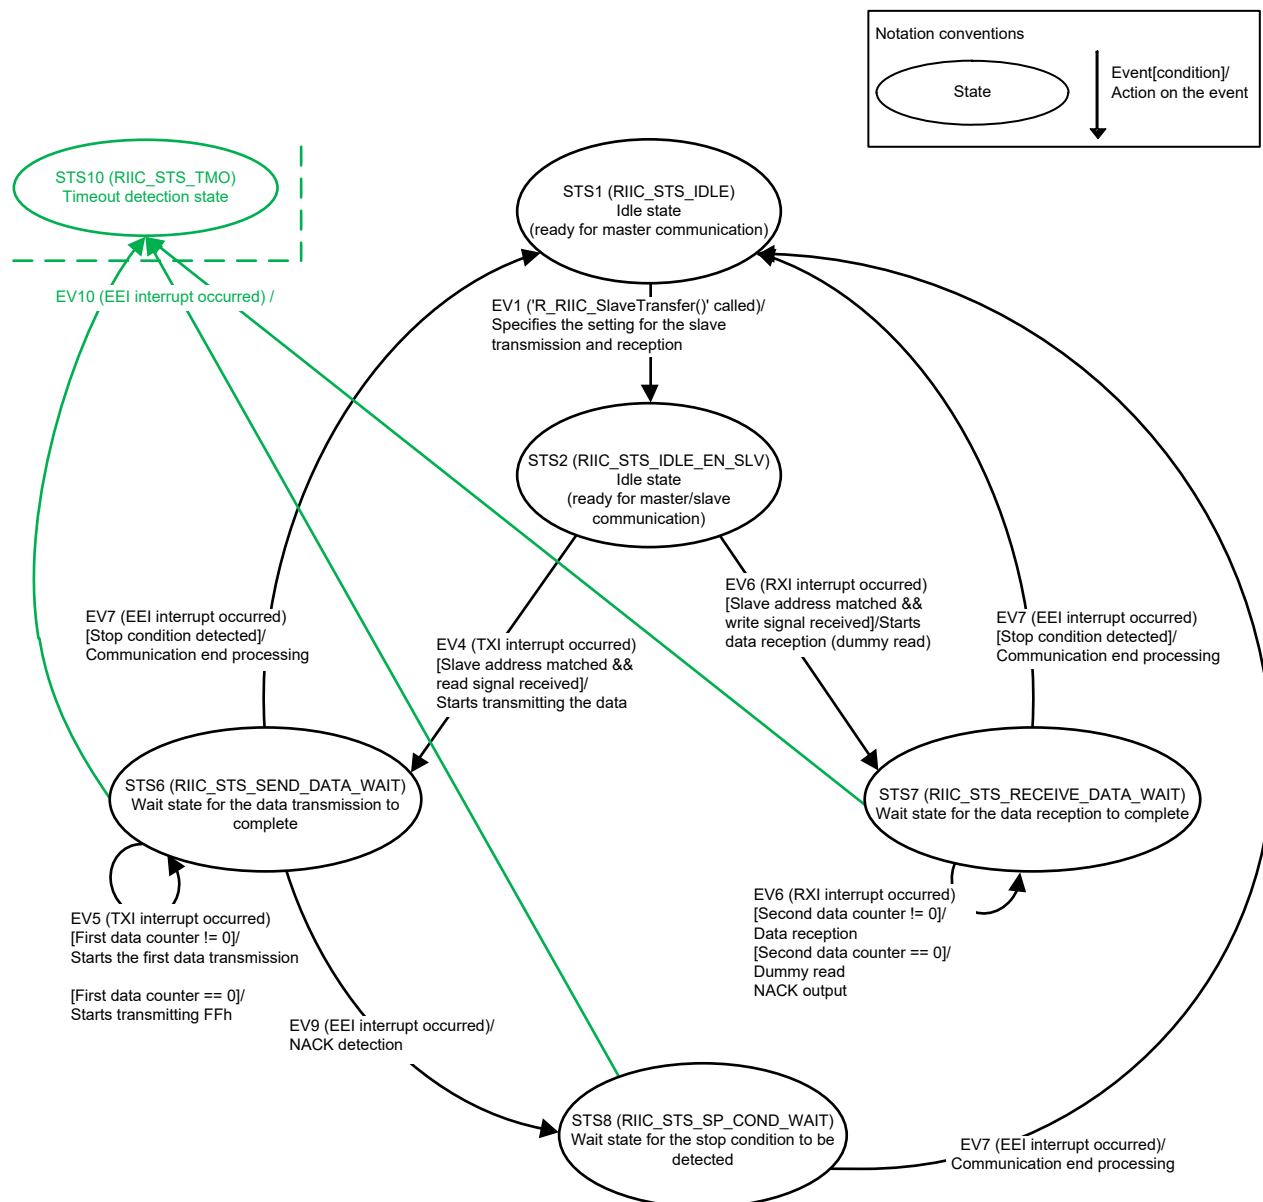 Notation conventions
State
Event[condition]/
Action on the event
STS10 (RIIC_STS_TMO)
Timeout detection state
STS1 (RIIC_STS_IDLE)
Idle state
(ready for master communication)
EV10 (EEI interrupt occurred) /
EV1 ('R_RIIC_SlaveTransfer()' called)/
Specifies the setting for the slave
transmission and reception
STS2 (RIIC_STS_IDLE_EN_SLV)
Idle state
(ready for master/slave
communication)
EV7 (EEI interrupt occurred)
[Stop condition detected]/
Communication end processing
EV4 (TXI interrupt occurred)
[Slave address matched &&
read signal received]/
Starts transmitting the data
EV6 (RXI interrupt occurred)
[Slave address matched &&
write signal received]/Starts
data reception (dummy read)
EV7 (EEI interrupt occurred)
[Stop condition detected]/
Communication end processing
STS6 (RIIC_STS_SEND_DATA_WAIT)
Wait state for the data transmission to
complete
STS7 (RIIC_STS_RECEIVE_DATA_WAIT)
Wait state for the data reception to complete
EV5 (TXI interrupt occurred)
[First data counter != 0]/
Starts the first data transmission
[First data counter == 0]/
Starts transmitting FFh
EV6 (RXI interrupt occurred)
[Second data counter != 0]/
Data reception
[Second data counter == 0]/
Dummy read
NACK output
EV9 (EEI interrupt occurred)/
NACK detection
STS8 (RIIC_STS_SP_COND_WAIT)
Wait state for the stop condition to be
detected
EV7 (EEI interrupt occurred)/
Communication end processing